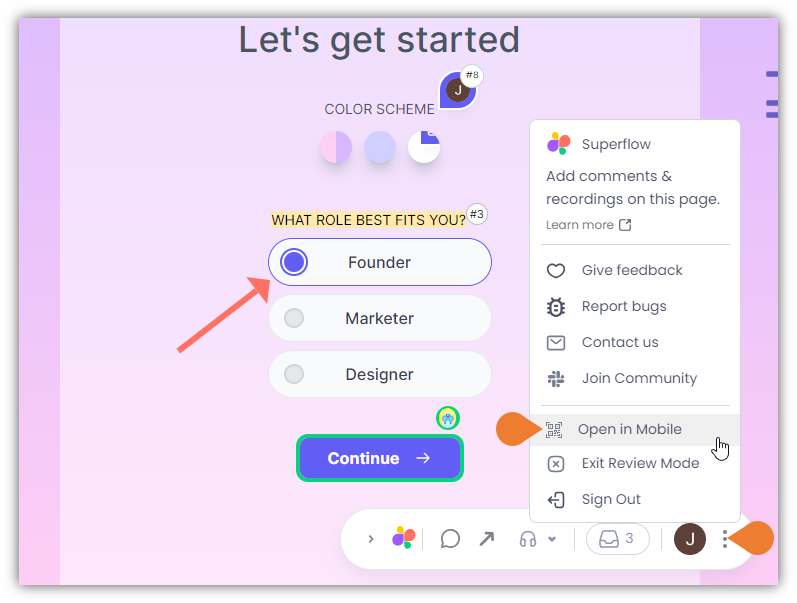 Let's get started
#8
J
COLOR SCHEME
WHAT ROLE BEST FITS YOU?
#3
Founder
Marketer
Designer
Continue
Superflow
Add comments &
recordings on this page.
Learn more
Give feedback
Report bugs
Contact us
Join Community
Open in Mobile
Exit Review Mode
Sign Out
3
J